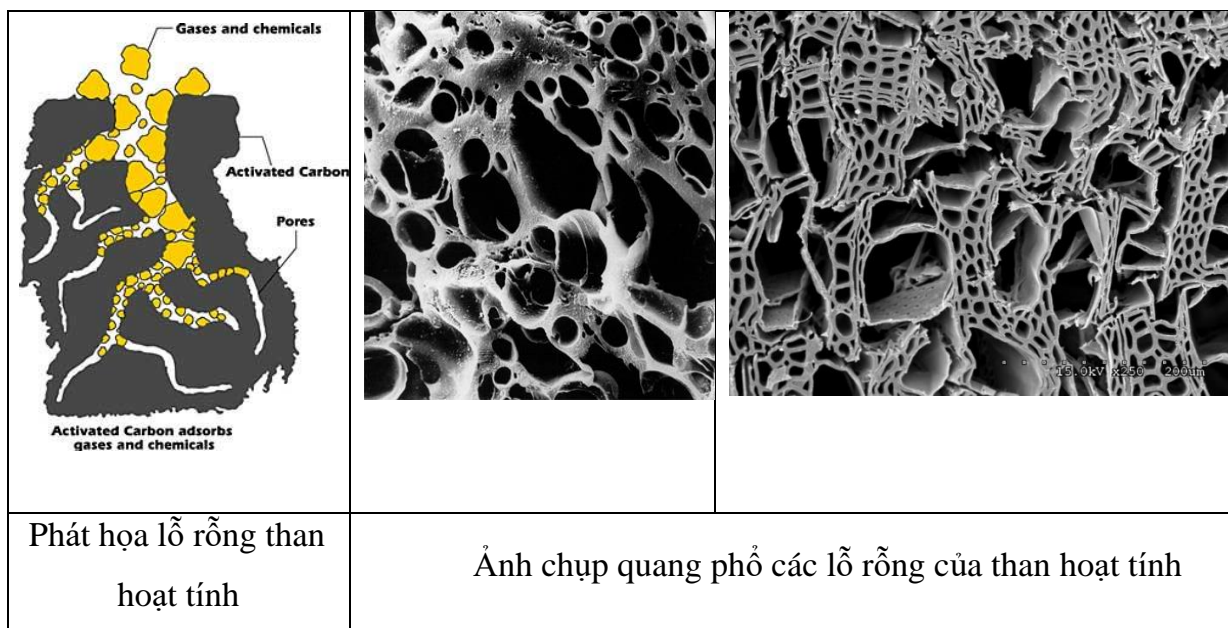 Gases and chemicals
Activated Carbon
Pores
Activated Carbon adsorbs
gases and chemicals
15.0kV x250 200um
Phát họa lỗ rỗng than
hoạt tính
Ảnh chụp quang phổ các lỗ rỗng của than hoạt tính